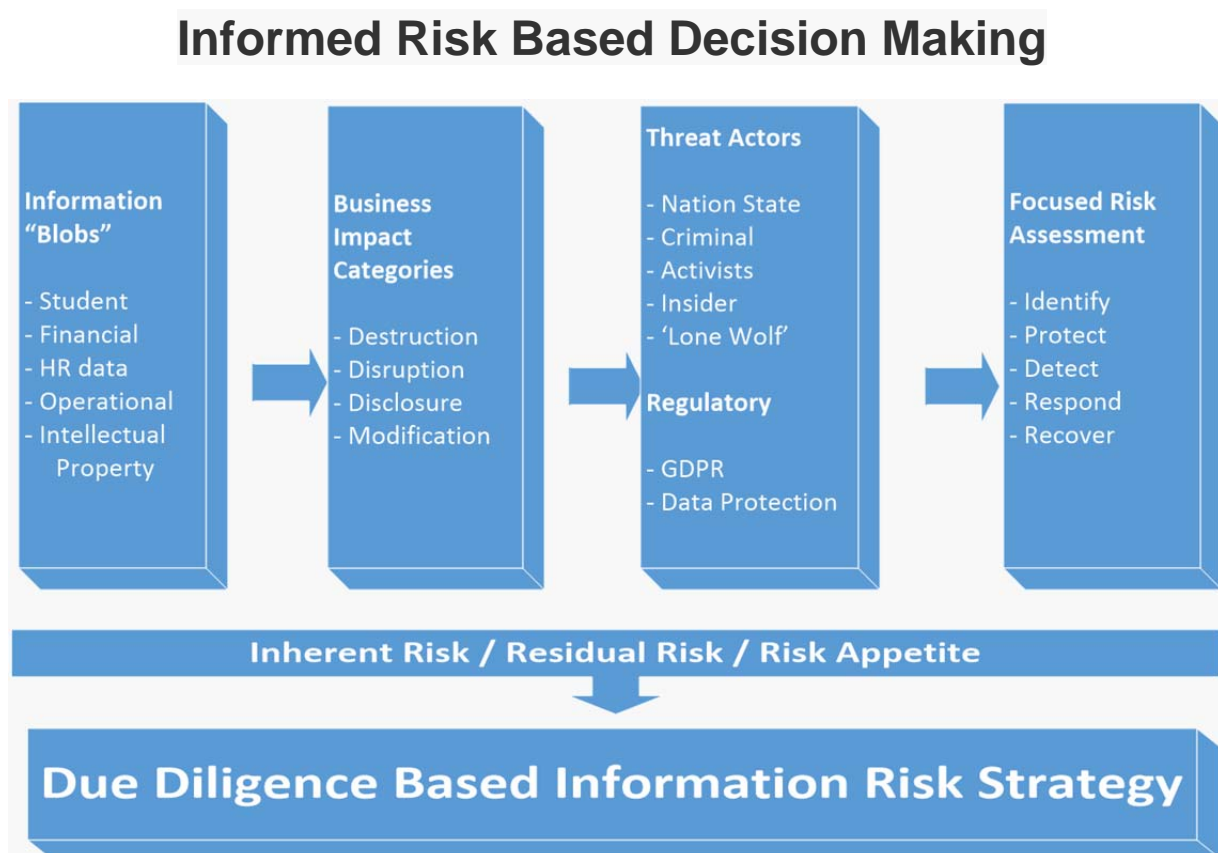 Informed Risk Based Decision Making
Information
“Blobs”
- Student
- Financial
- HR data
- Operational
- Intellectual
Property
Business
Impact
Categories
- Destruction
- Disruption
- Disclosure
- Modification
Threat Actors
- Nation State
- Criminal
- Activists
- Insider
- ‘Lone Wolf’
Regulatory
- GDPR
- Data Protection
Focused Risk
Assessment
- Identify
- Protect
- Detect
- Respond
- Recover
Inherent Risk / Residual Risk / Risk Appetite
Due Diligence Based Information Risk Strategy